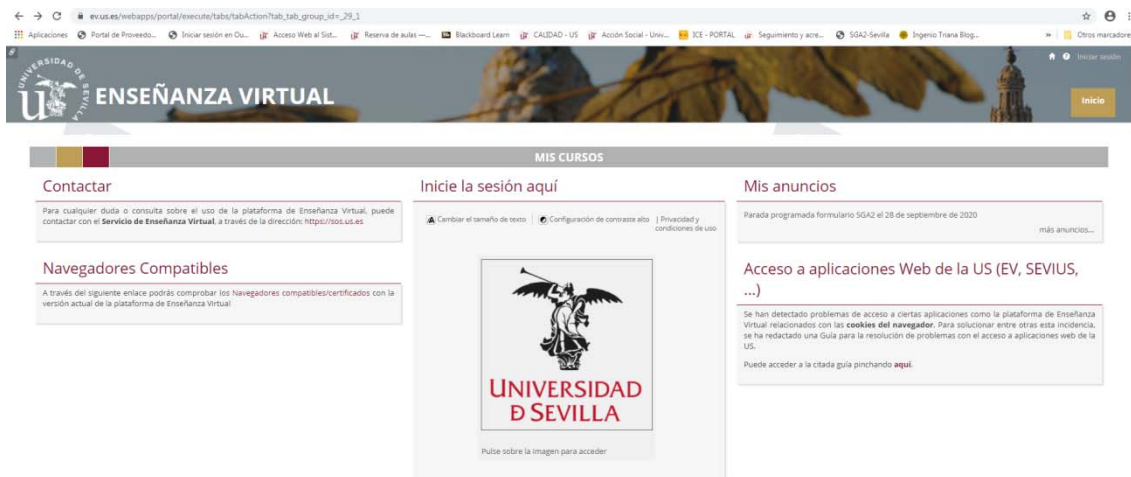 ev.us.es/webapps/portal/execute/tabs/tabAction?tab_tab_group_id=_29_1
Aplicaciones Portal de Proveedo... Iniciar sesión en Ou... Acceso Web al Sist... Reserva de aulas —... Blackboard Learn CALIDAD - US Acción Social - Univ... ICE - PORTAL Seguimiento y acre... SGA2-Sevilla Ingenio Triana Blog... » Otros marcadore
UNIVERSIDAD DE SEVILLA
ENSEÑANZA VIRTUAL
Iniciar sesión
Inicio
MIS CURSOS
Contactar
Para cualquier duda o consulta sobre el uso de la plataforma de Enseñanza Virtual, puede
contactar con el Servicio de Enseñanza Virtual, a través de la dirección: https://sos.us.es
Navegadores Compatibles
A través del siguiente enlace podrás comprobar los Navegadores compatibles/certificados con la
versión actual de la plataforma de Enseñanza Virtual
Inicie la sesión aquí
Cambiar el tamaño de texto | Configuración de contraste alto | Privacidad y
condiciones de uso
UNIVERSIDAD
D SEVILLA
Pulse sobre la imagen para acceder
Mis anuncios
Parada programada formulario SGA2 el 28 de septiembre de 2020
más anuncios...
Acceso a aplicaciones Web de la US (EV, SEVIUS,
...)
Se han detectado problemas de acceso a ciertas aplicaciones como la plataforma de Enseñanza
Virtual relacionados con las cookies del navegador. Para solucionar entre otras esta incidencia,
se ha redactado una Guía para la resolución de problemas con el acceso a aplicaciones web de la
US.
Puede acceder a la citada guía pinchando aquí.